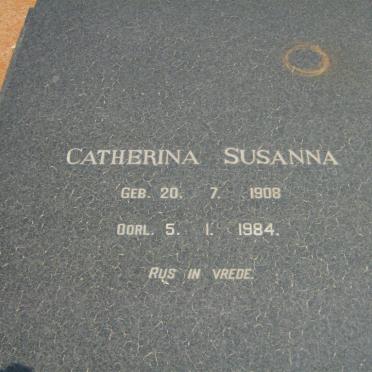 CATHERINA SUSANNA
GEB. 20. 7. 1908
OORL. 5. 1. 1984.
RUS IN VREDE.